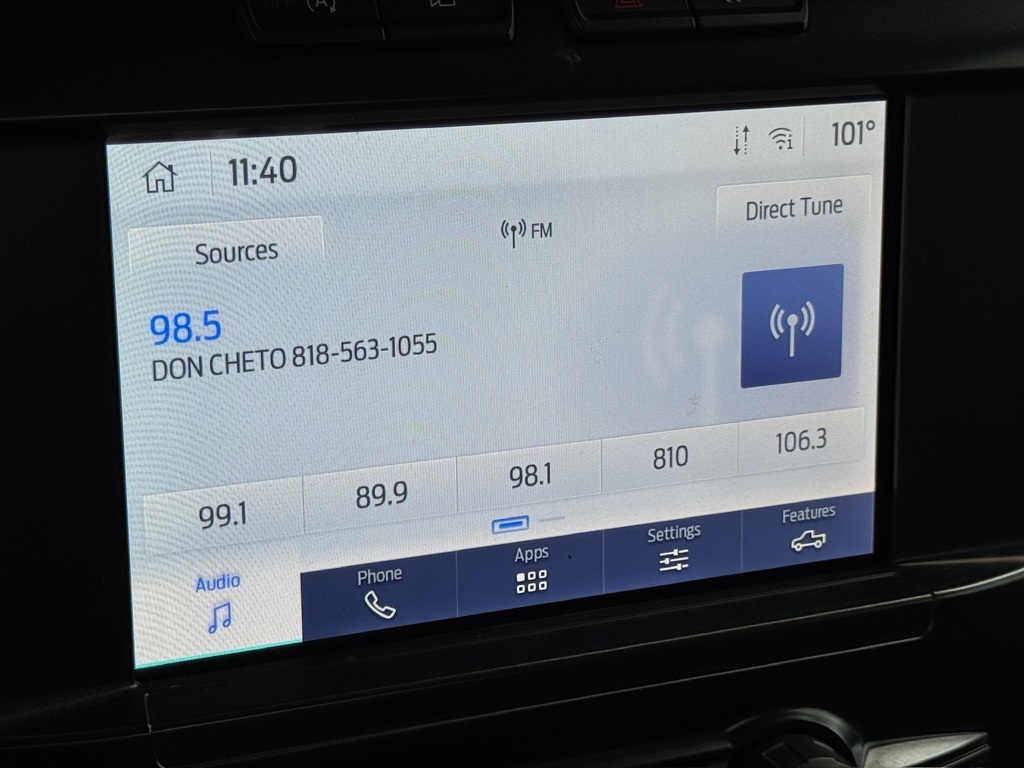 11:40
101°
Sources
FM
Direct Tune
98.5
DON CHETO 818-563-1055
99.1
89.9
98.1
810
106.3
Audio
Phone
Apps
Settings
Features